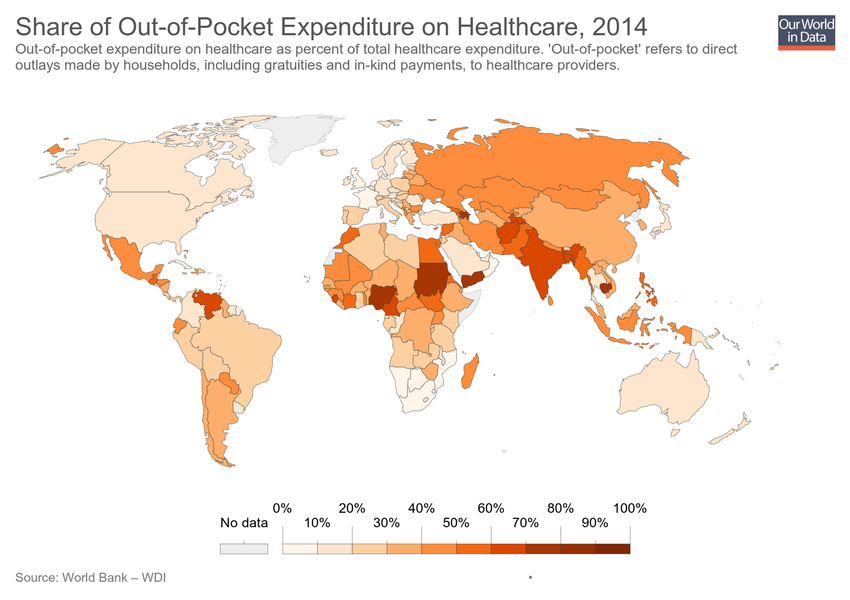 Share of Out-of-Pocket Expenditure on Healthcare, 2014
Our World
in Data
Out-of-pocket expenditure on healthcare as percent of total healthcare expenditure. 'Out-of-pocket' refers to direct
outlays made by households, including gratuities and in-kind payments, to healthcare providers.
0% 20% 40% 60% 80% 100%
No data 10% 30% 50% 70% 90%
Source: World Bank – WDI